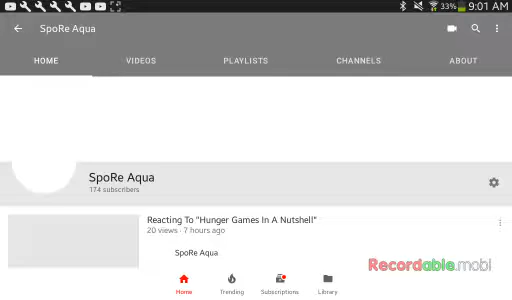 33% 9:01 AM
SpoRe Aqua
HOME VIDEOS PLAYLISTS CHANNELS ABOUT
SpoRe Aqua
174 subscribers
Reacting To "Hunger Games In A Nutshell"
20 views · 7 hours ago
SpoRe Aqua
Recordable.mobi
Home Trending Subscriptions Library